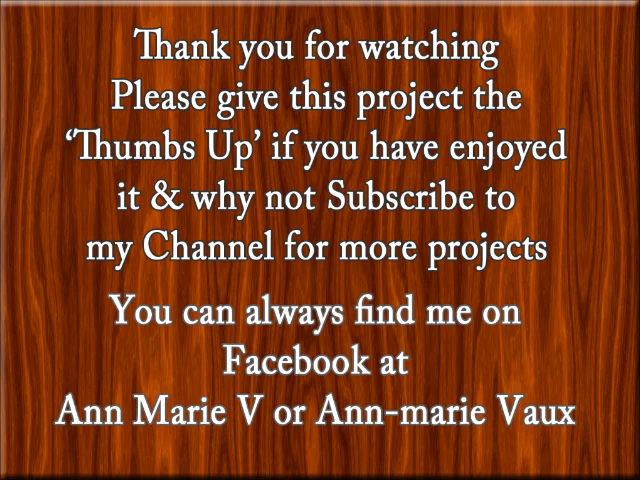 Thank you for watching
Please give this project the
‘Thumbs Up’ if you have enjoyed
it & why not Subscribe to
my Channel for more projects
You can always find me on
Facebook at
Ann Marie V or Ann-marie Vaux